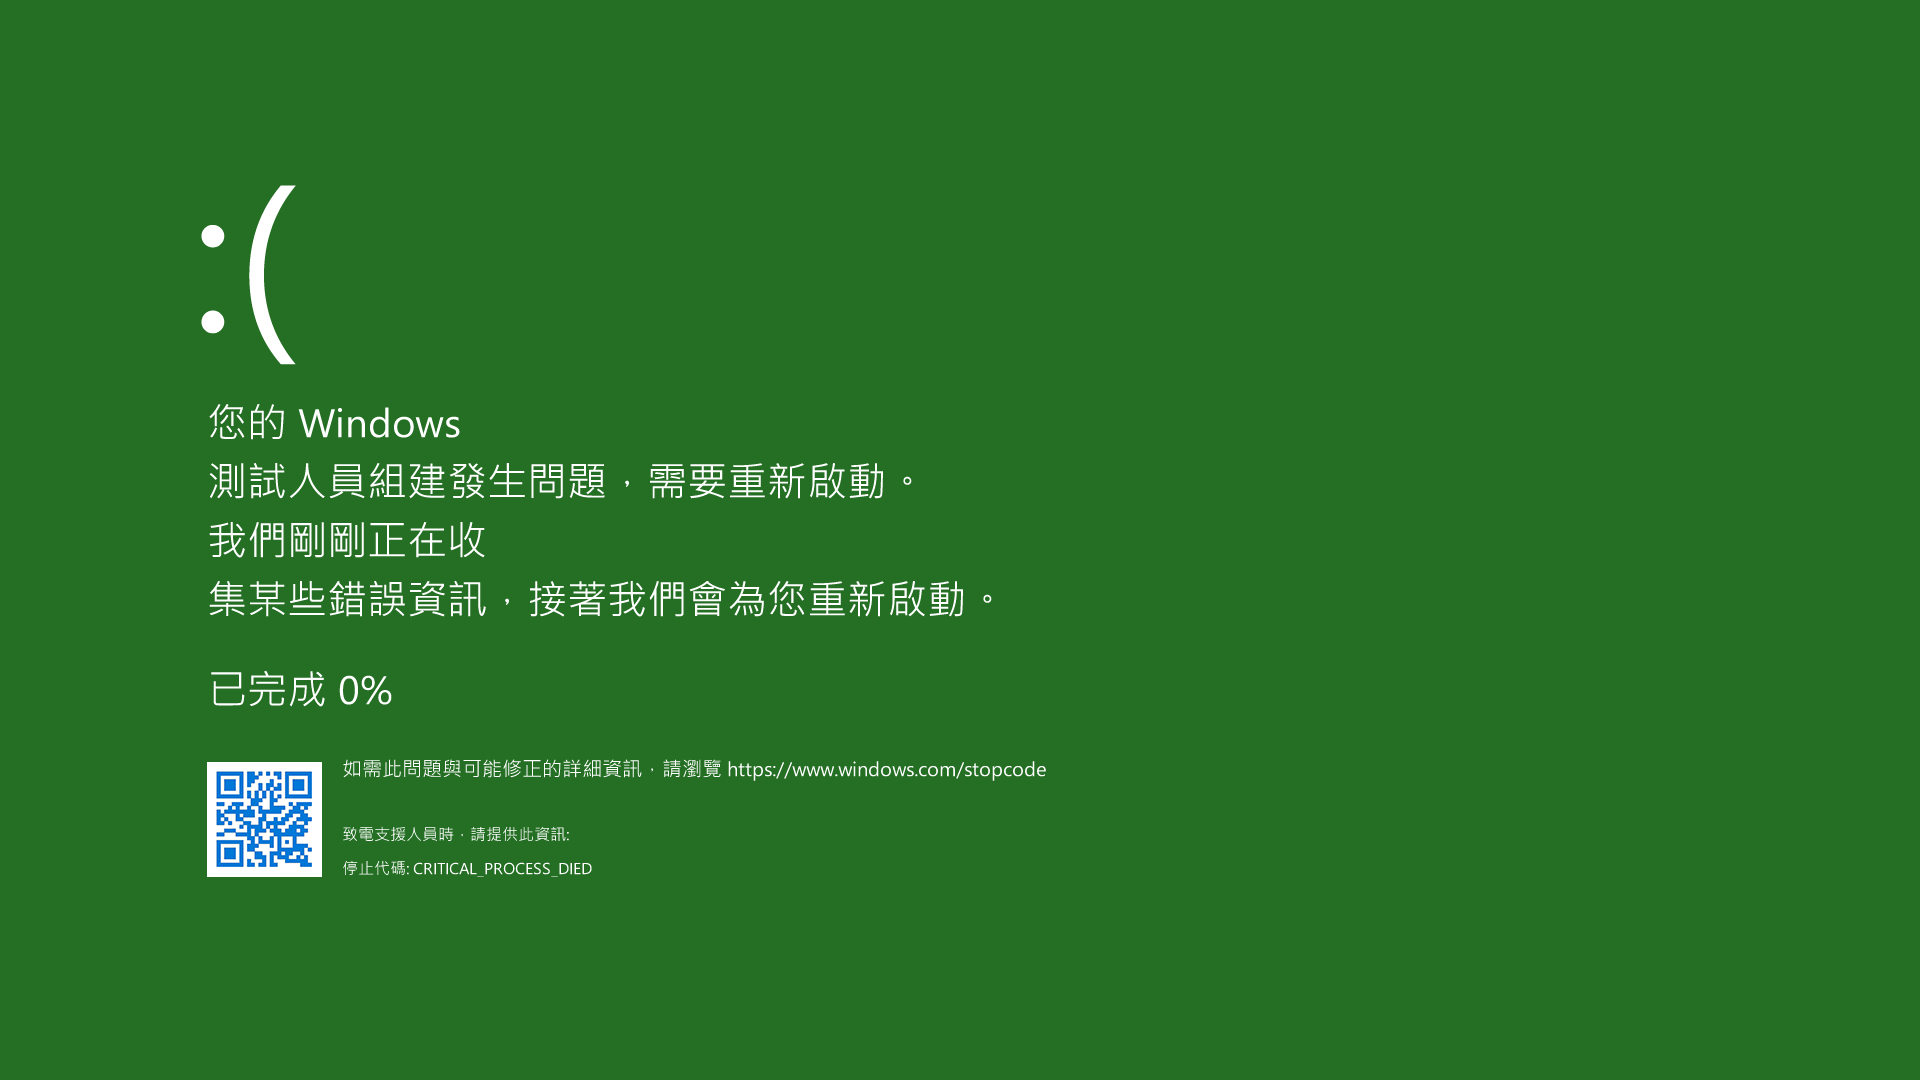 :(
您的 Windows
測試人員組建發生問題，需要重新啟動。
我們剛剛正在收
集某些錯誤資訊，接著我們會為您重新啟動。
已完成 0%
如需此問題與可能修正的詳細資訊，請瀏覽 https://www.windows.com/stopcode
致電支援人員時，請提供此資訊:
停止代碼: CRITICAL_PROCESS_DIED